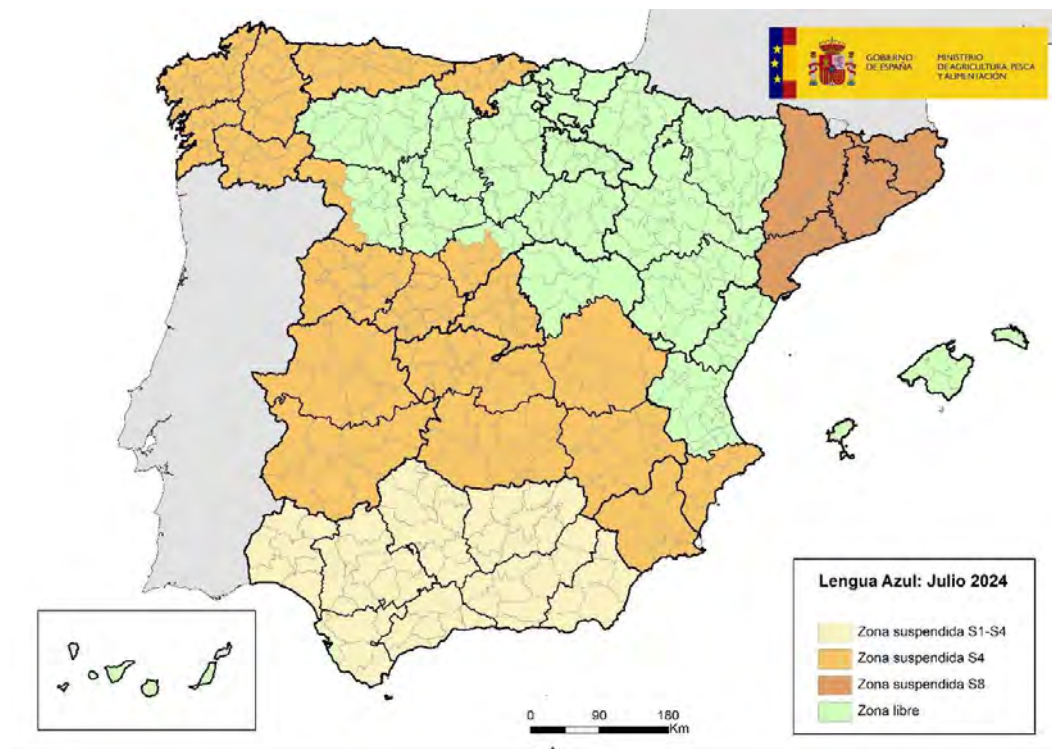 GOBIERNO
DE ESPAÑA
MINISTERIO
DE AGRICULTURA, PESCA
Y ALIMENTACIÓN
Lengua Azul: Julio 2024
Zona suspendida S1-S4
Zona suspendida S4
Zona suspendida S8
Zona libre
0 90 180
Km